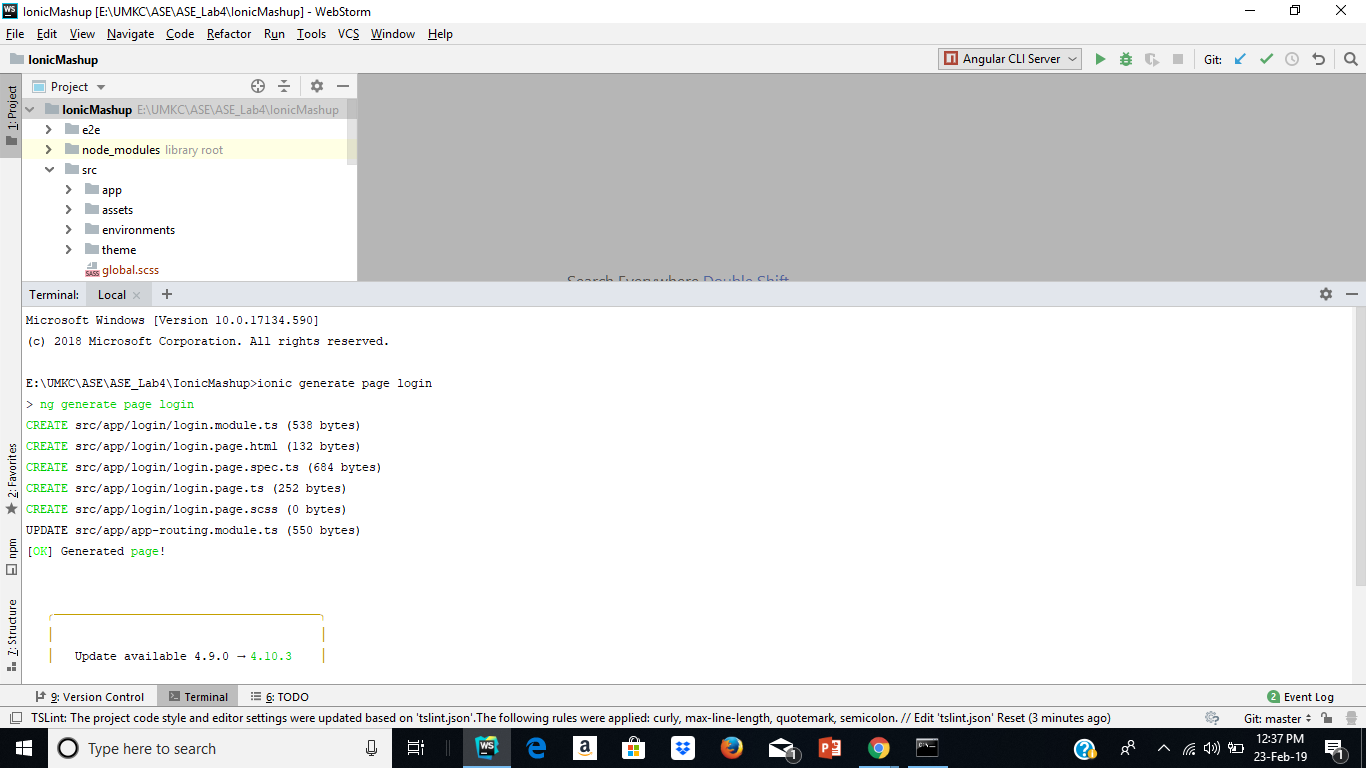 IonicMashup [E:\UMKC\ASE\ASE_Lab4\IonicMashup] - WebStorm
File Edit View Navigate Code Refactor Run Tools VCS Window Help
IonicMashup
Angular CLI Server
Git:
1: Project
Project
IonicMashup E:\UMKC\ASE\ASE_Lab4\IonicMashup
e2e
node_modules library root
src
app
assets
environments
theme
SASS global.scss
Search Everywhere Double Shift
Terminal: Local
Microsoft Windows [Version 10.0.17134.590]
(c) 2018 Microsoft Corporation. All rights reserved.
E:\UMKC\ASE\ASE_Lab4\IonicMashup>ionic generate page login
> ng generate page login
CREATE src/app/login/login.module.ts (538 bytes)
CREATE src/app/login/login.page.html (132 bytes)
CREATE src/app/login/login.page.spec.ts (684 bytes)
CREATE src/app/login/login.page.ts (252 bytes)
CREATE src/app/login/login.page.scss (0 bytes)
UPDATE src/app/app-routing.module.ts (550 bytes)
[OK] Generated page!
Update available 4.9.0 → 4.10.3
2: Favorites
npm
7: Structure
9: Version Control
Terminal
6: TODO
2 Event Log
TSLint: The project code style and editor settings were updated based on 'tslint.json'.The following rules were applied: curly, max-line-length, quotemark, semicolon. // Edit 'tslint.json' Reset (3 minutes ago)
Git: master
Type here to search
WS
a
1
12:37 PM
23-Feb-19
1